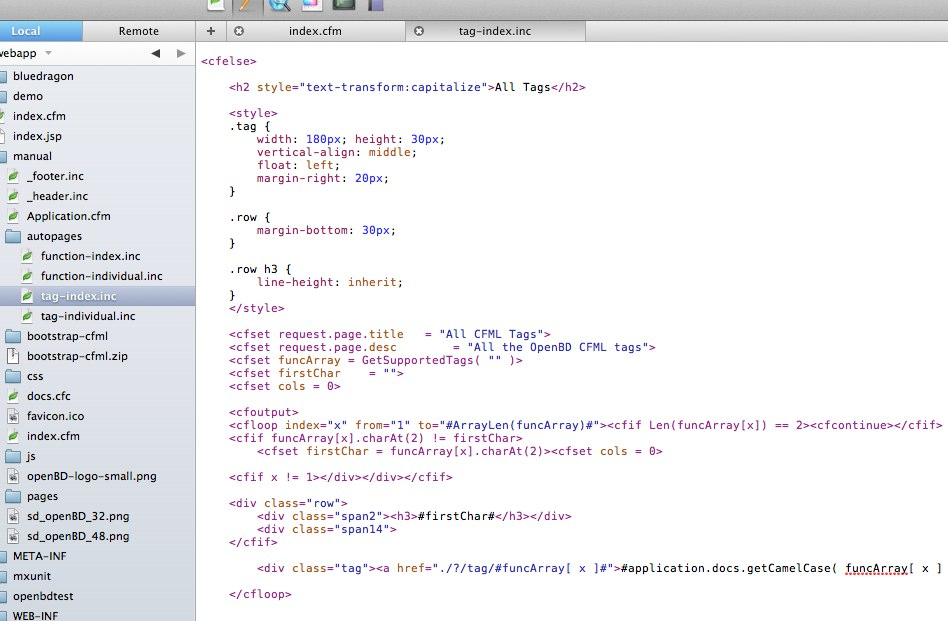 Local Remote + index.cfm tag-index.inc
webapp
bluedragon
demo
index.cfm
index.jsp
manual
_footer.inc
_header.inc
Application.cfm
autopages
function-index.inc
function-individual.inc
tag-index.inc
tag-individual.inc
bootstrap-cfml
bootstrap-cfml.zip
css
docs.cfc
favicon.ico
index.cfm
js
openBD-logo-small.png
pages
sd_openBD_32.png
sd_openBD_48.png
META-INF
mxunit
openbdtest
WEB-INF
<cfelse>
<h2 style="text-transform:capitalize">All Tags</h2>
<style>
.tag {
width: 180px; height: 30px;
vertical-align: middle;
float: left;
margin-right: 20px;
}
.row {
margin-bottom: 30px;
}
.row h3 {
line-height: inherit;
}
</style>
<cfset request.page.title   = "All CFML Tags">
<cfset request.page.desc        = "All the OpenBD CFML tags">
<cfset funcArray = GetSupportedTags( "" )>
<cfset firstChar    = "">
<cfset cols = 0>
<cfoutput>
<cfloop index="x" from="1" to="#ArrayLen(funcArray)#"><cfif Len(funcArray[x]) == 2><cfcontinue></cfif>
<cfif funcArray[x].charAt(2) != firstChar>
<cfset firstChar = funcArray[x].charAt(2)><cfset cols = 0>
<cfif x != 1></div></div></cfif>
<div class="row">
<div class="span2"><h3>#firstChar#</h3></div>
<div class="span14">
</cfif>
<div class="tag"><a href="./?/tag/#funcArray[ x ]#">#application.docs.getCamelCase( funcArray[ x ]
</cfloop>